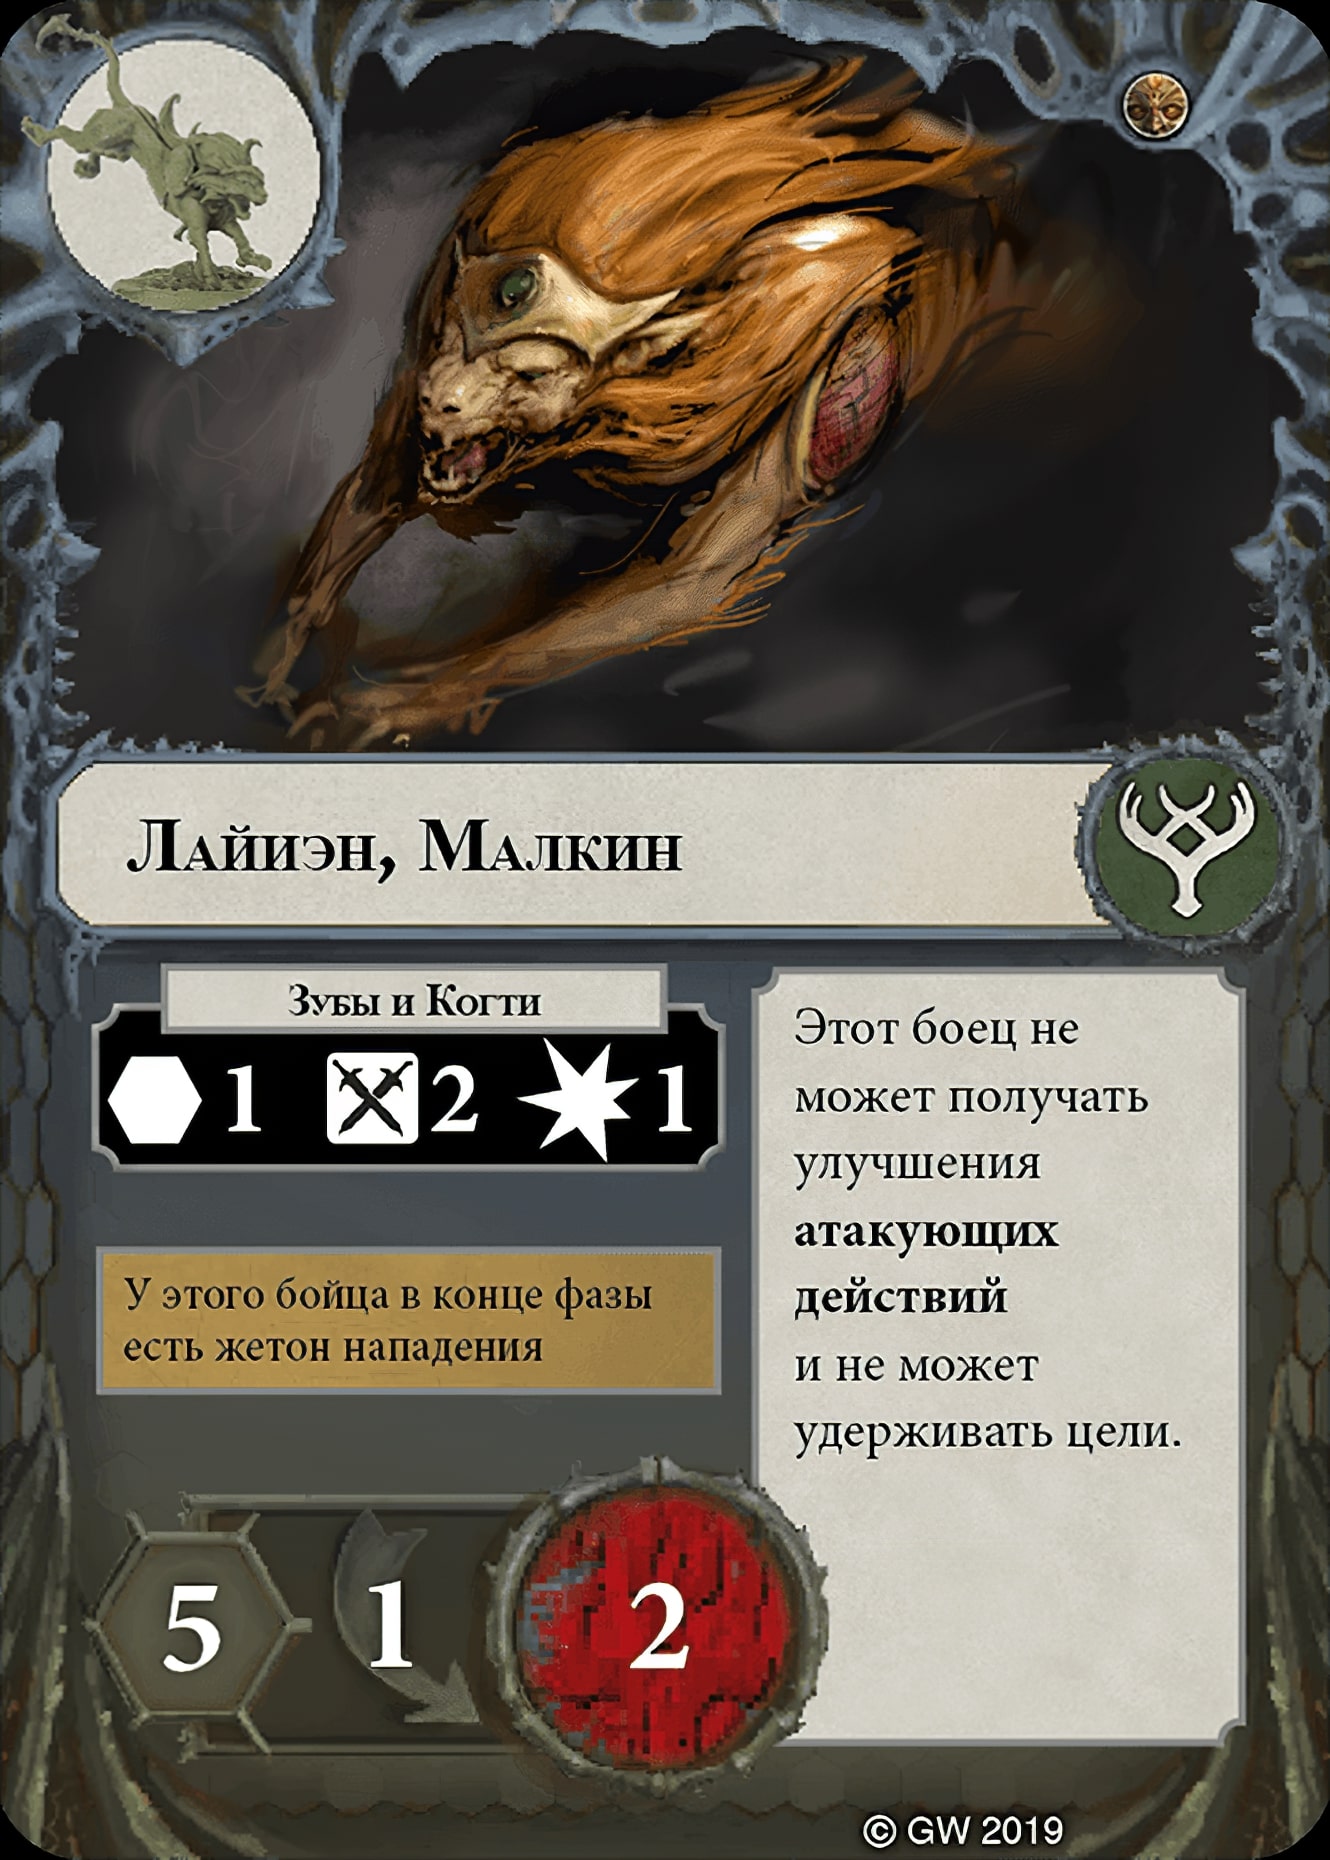 Лайиэн, Малкин
Зубы и Когти
1 2 1
У этого бойца в конце фазы
есть жетон нападения
Этот боец не
может получать
улучшения
атакующих
действий
и не может
удерживать цели.
5 1 2
© GW 2019